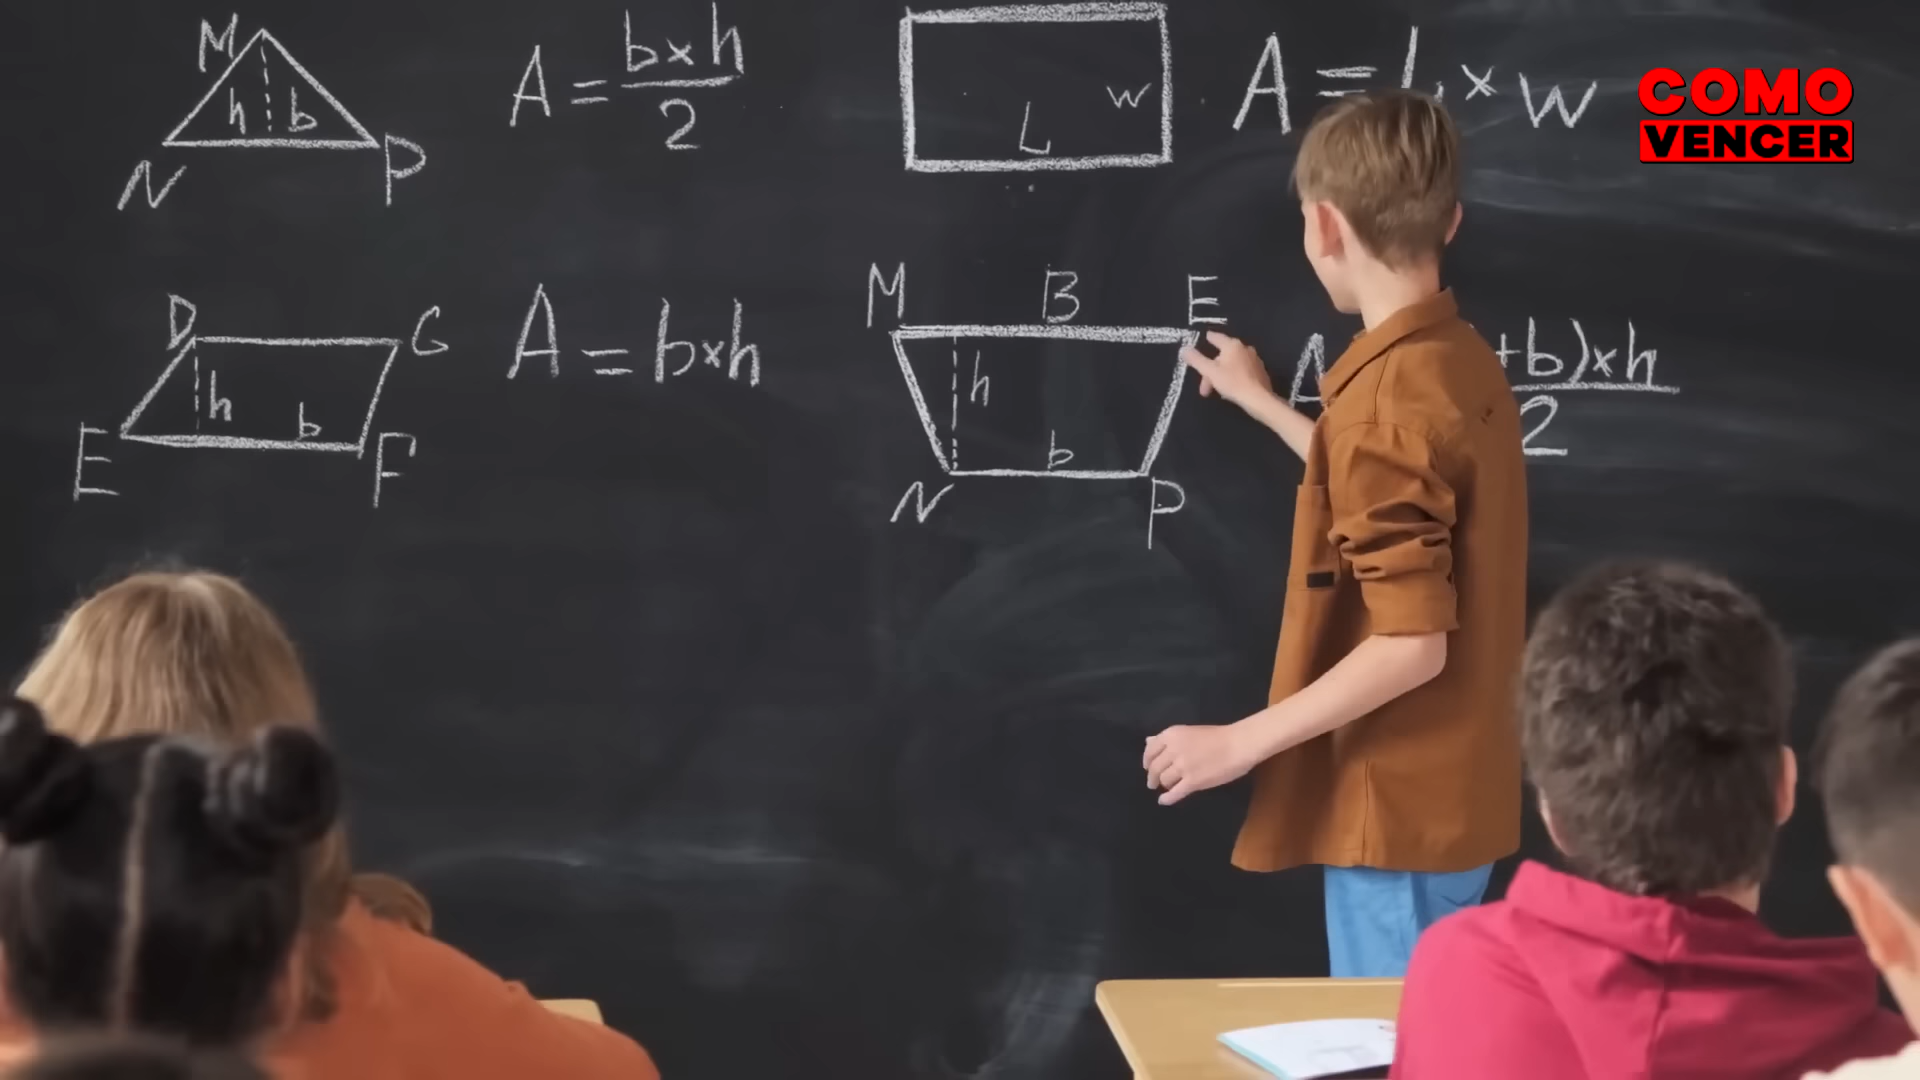 M
h b
N P
A = b×h
2
L w
A = L × w
D G
h b
E F
A = b×h
M B E
h
b
N P
A
+b)×h
2
COMO
VENCER